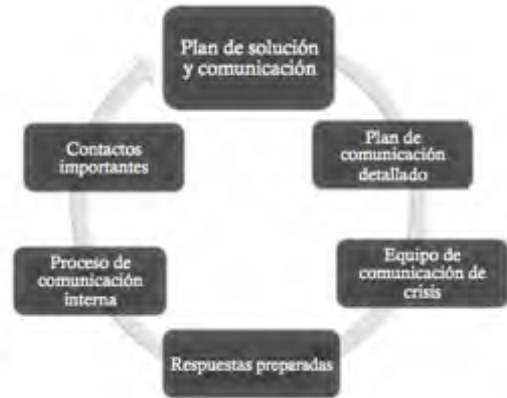 Plan de solución
y comunicación
Plan de
comunicación
detallado
Equipo de
comunicación de
crisis
Respuestas preparadas
Proceso de
comunicación
interna
Contactos
importantes